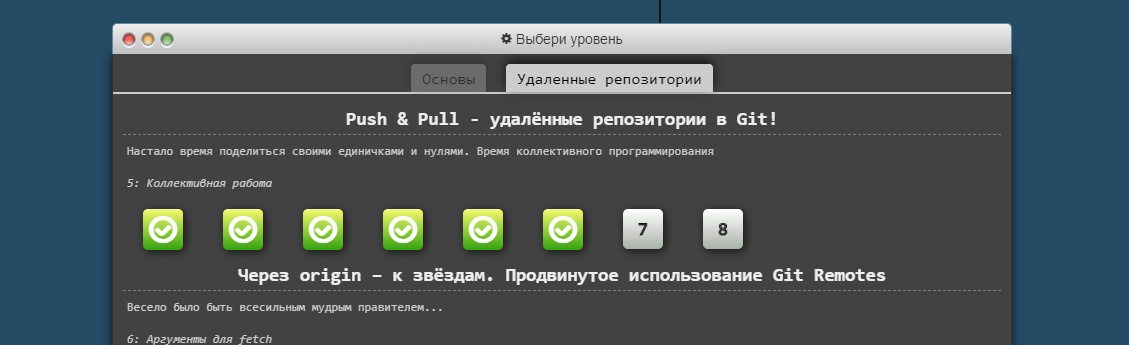 Выбери уровень
Основы Удаленные репозитории
Push & Pull - удалённые репозитории в Git!
Настало время поделиться своими единичками и нулями. Время коллективного программирования
5: Коллективная работа
7 8
Через origin – к звёздам. Продвинутое использование Git Remotes
Весело было быть всесильным мудрым правителем...
6: Аргументы для fetch